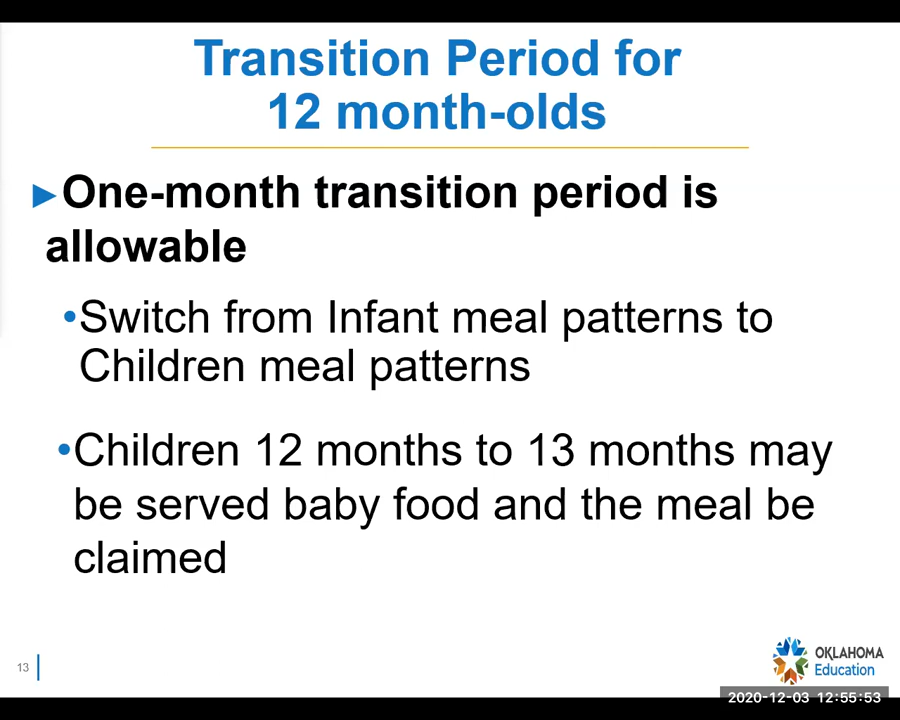 Transition Period for
12 month-olds
►One-month transition period is
allowable
•Switch from Infant meal patterns to
Children meal patterns
•Children 12 months to 13 months may
be served baby food and the meal be
claimed
13
OKLAHOMA
Education
2020-12-03 12:55:53